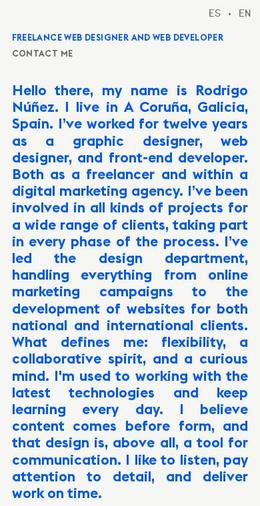 ES • EN
FREELANCE WEB DESIGNER AND WEB DEVELOPER
CONTACT ME
Hello there, my name is Rodrigo
Núñez. I live in A Coruña, Galicia,
Spain. I've worked for twelve years
as a graphic designer, web
designer, and front-end developer.
Both as a freelancer and within a
digital marketing agency. I've been
involved in all kinds of projects for
a wide range of clients, taking part
in every phase of the process. I've
led the design department,
handling everything from online
marketing campaigns to the
development of websites for both
national and international clients.
What defines me: flexibility, a
collaborative spirit, and a curious
mind. I'm used to working with the
latest technologies and keep
learning every day. I believe
content comes before form, and
that design is, above all, a tool for
communication. I like to listen, pay
attention to detail, and deliver
work on time.